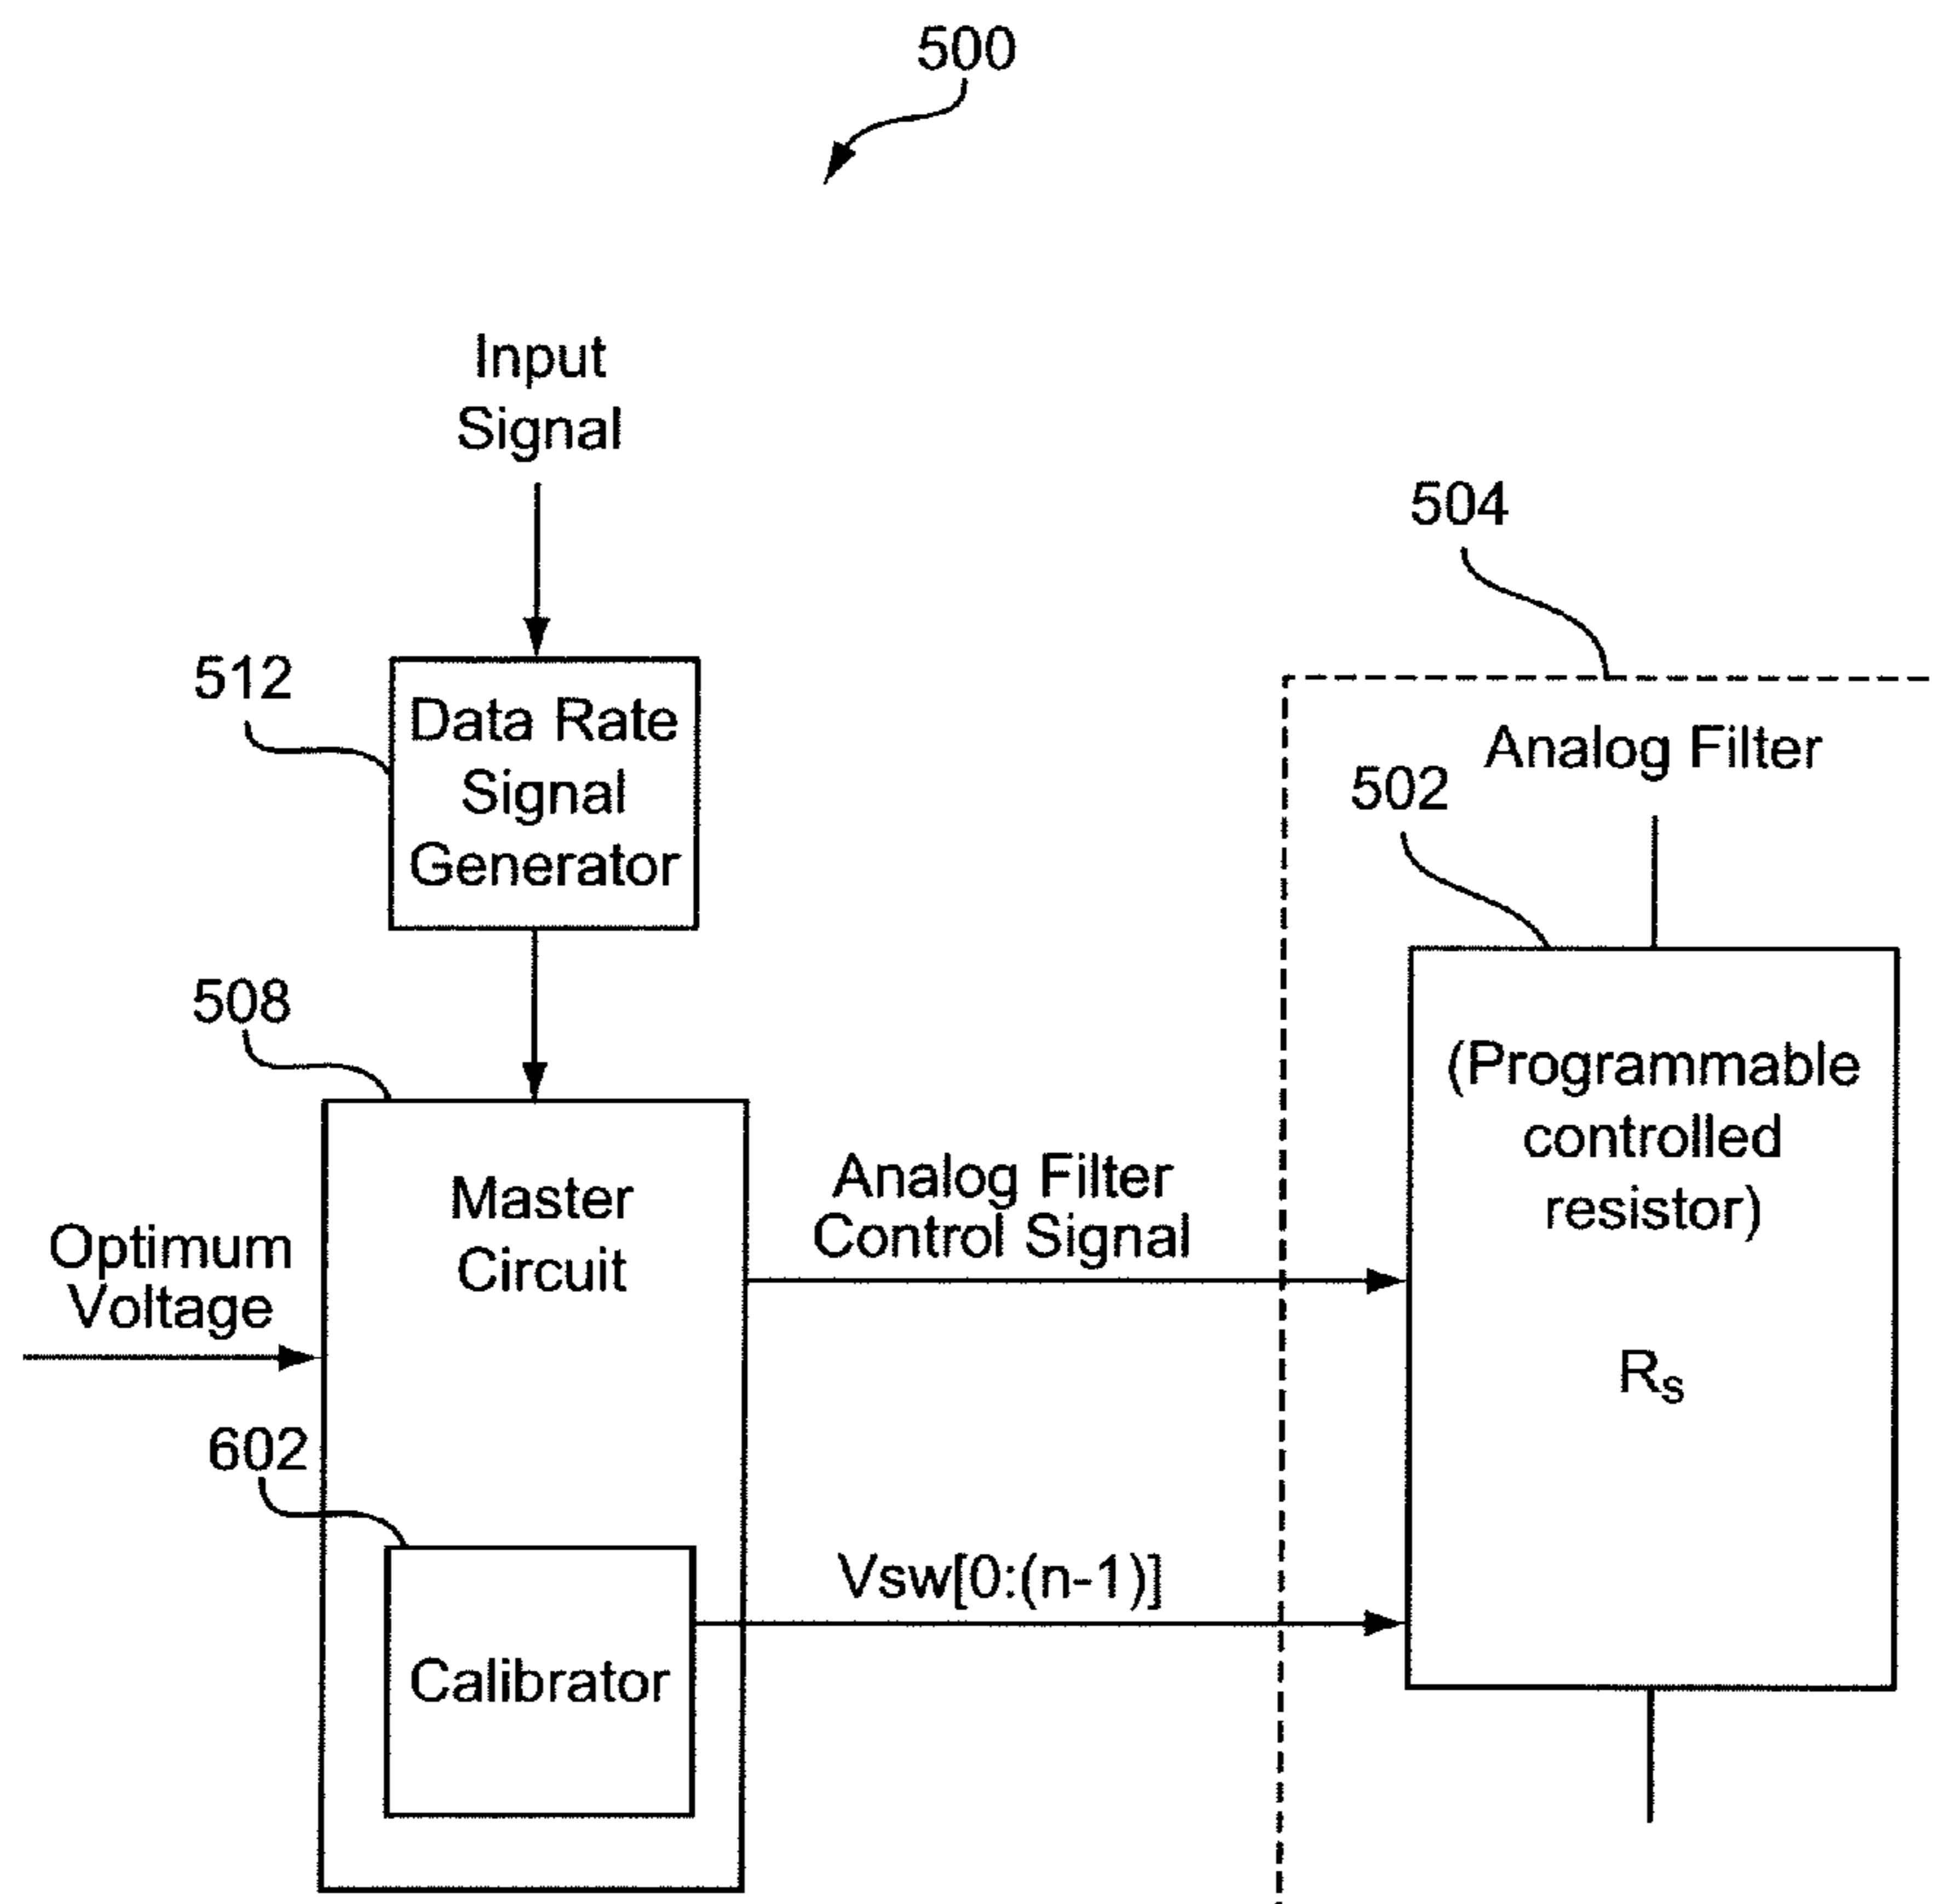 500
Input
Signal
504
512
Data Rate
Signal
Generator
Analog Filter
502
508
(Programmable
controlled
resistor)
Master
Circuit
Analog Filter
Control Signal
Optimum
Voltage
Rs
602
Vsw[0:(n-1)]
Calibrator